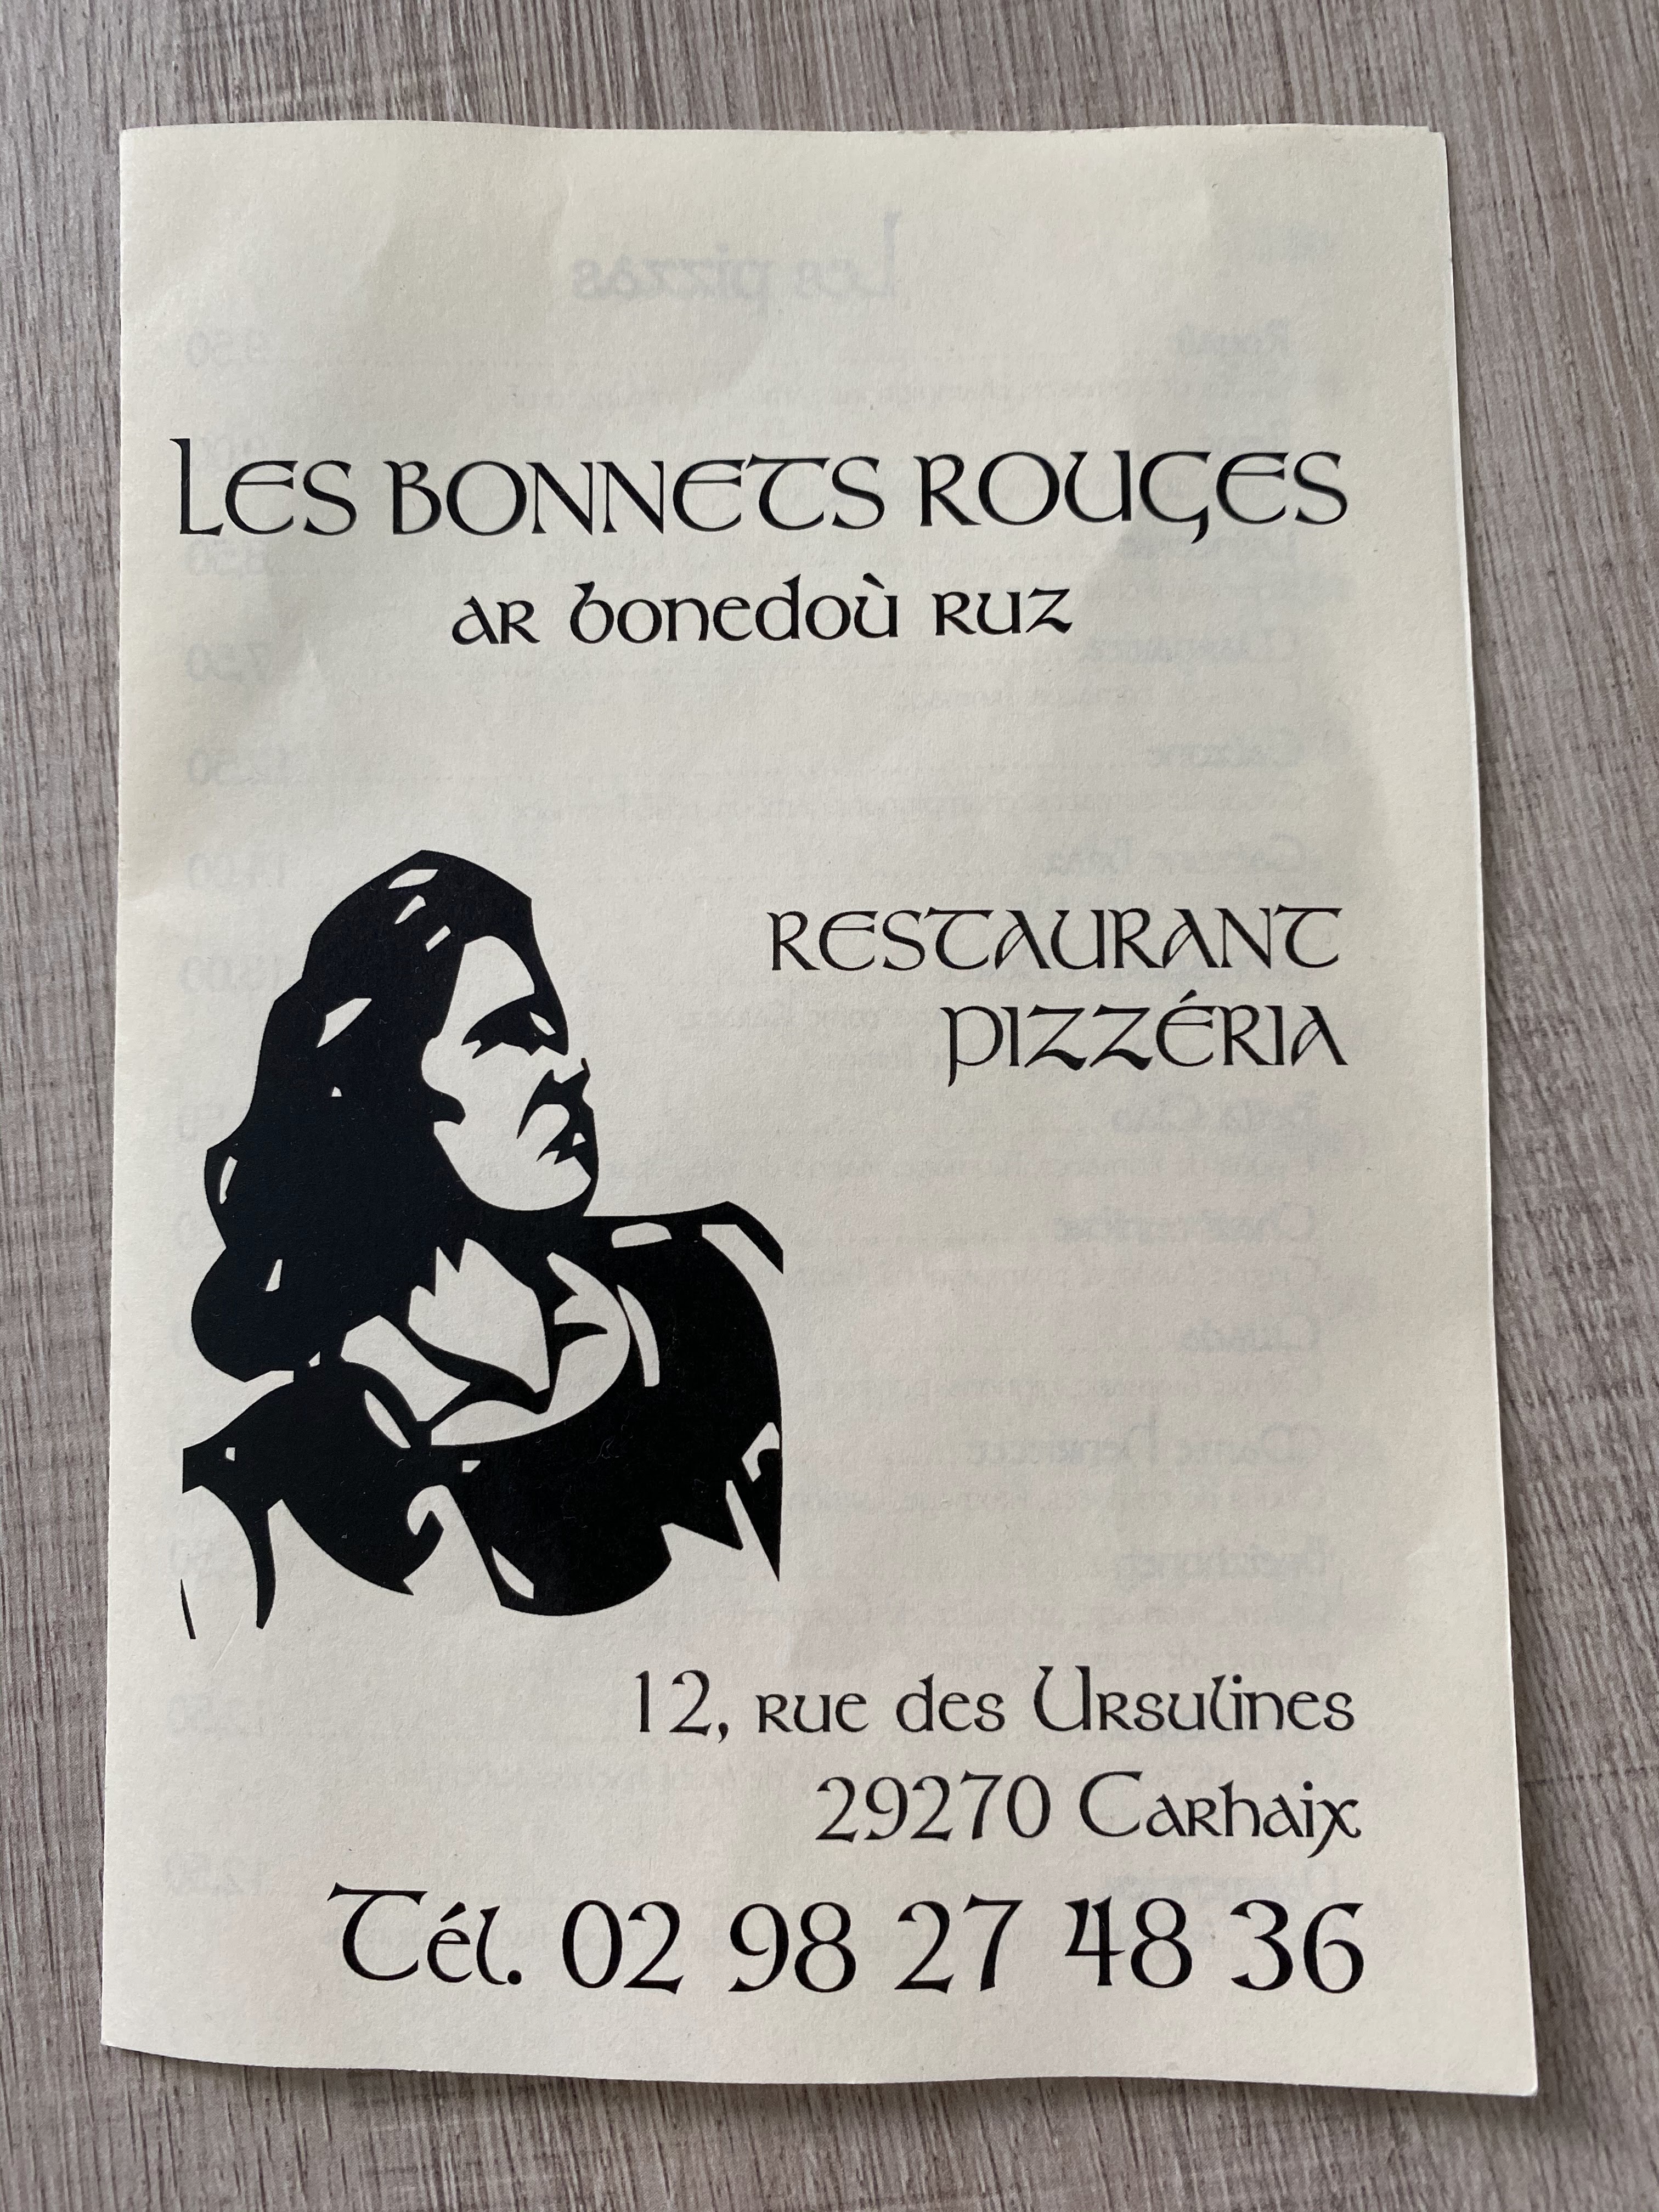 LES BONNETS ROUGES
AR bonedoù RUZ
RESTAURANT
PIZZÉRIA
12, rue des Ursulines
29270 Carhaix
Tél. 02 98 27 48 36